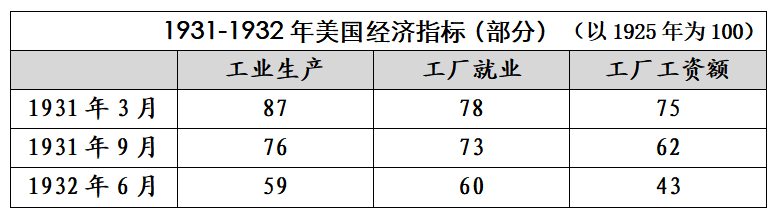 1931-1932年美国经济指标（部分）（以1925年为100）
工业生产 工厂就业 工厂工资额
1931年3月 87 78 75
1931年9月 76 73 62
1932年6月 59 60 43